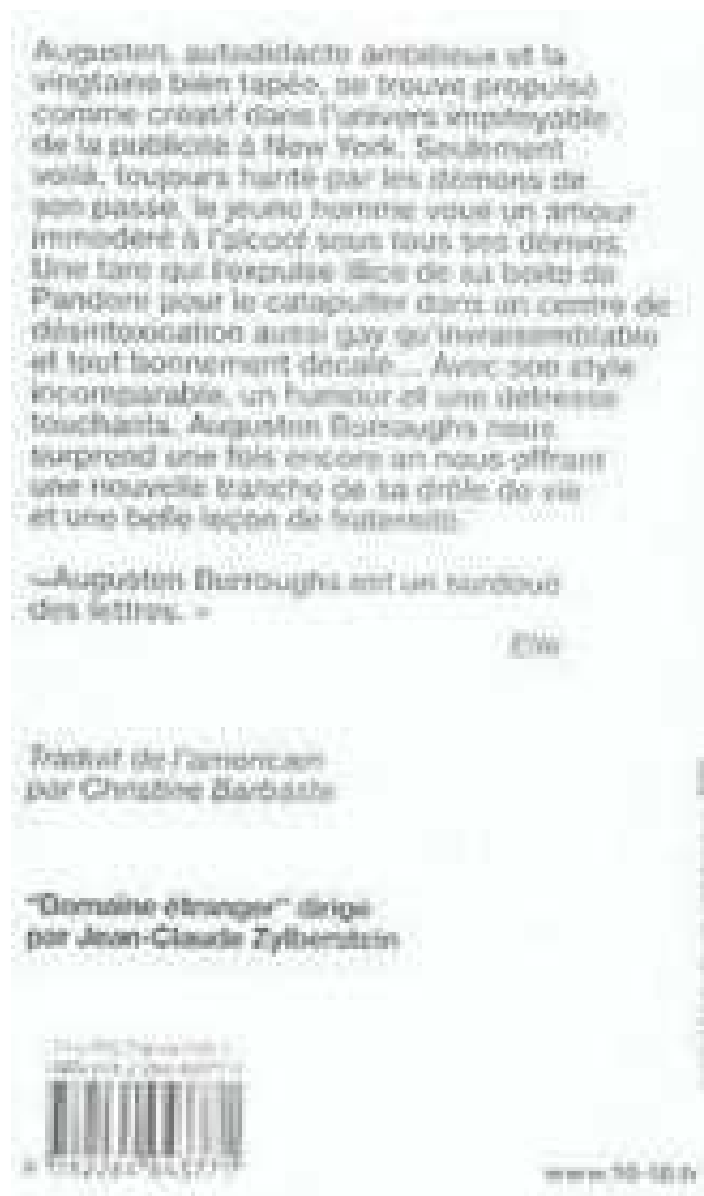 Augusten, autodidacte ambitieux et la
vingtaine bien tapée, se trouve propulsé
comme créatif dans l'univers impitoyable
de la publicité à New York. Seulement
voilà, toujours hanté par les démons de
son passé, le jeune homme voue un amour
immodéré à l'alcool sous tous ses dérivés.
Une tare qui l'expulse illico de sa boîte de
Pandore pour le catapulter dans un centre de
désintoxication aussi gay qu'invraisemblable
et tout bonnement décalé... Avec son style
incomparable, un humour et une détresse
touchants, Augusten Burroughs nous
surprend une fois encore en nous offrant
une nouvelle tranche de sa drôle de vie
et une belle leçon de fraternité.
« Augusten Burroughs est un surdoué
des lettres. »
Elle
Traduit de l'américain
par Christine Barbaste
"Domaine étranger" dirigé
par Jean-Claude Zylberstein
www.10-18.fr